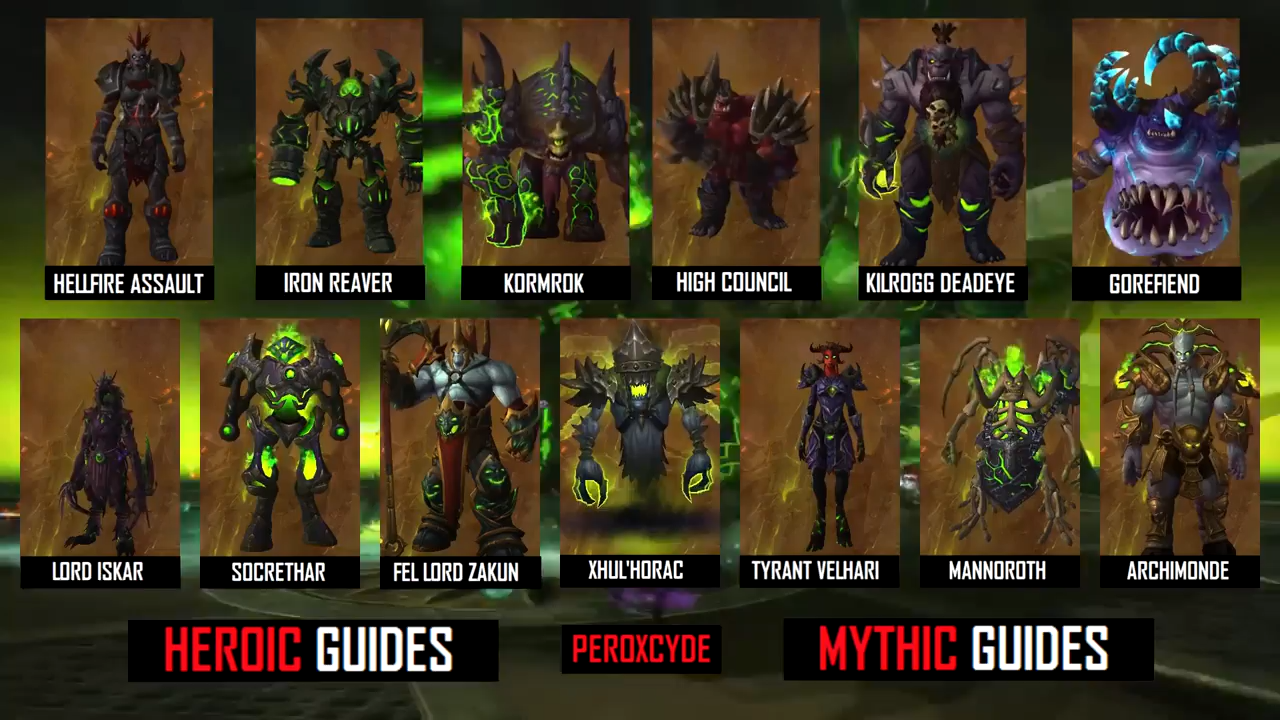 HELLFIRE ASSAULT
IRON REAVER
KORMROK
HIGH COUNCIL
KILROGG DEADEYE
GOREFIEND
LORD ISKAR
SOCRETHAR
FEL LORD ZAKUN
XHUL'HORAC
TYRANT VELHARI
MANNOROTH
ARCHIMONDE
HEROIC GUIDES
PEROXCYDE
MYTHIC GUIDES